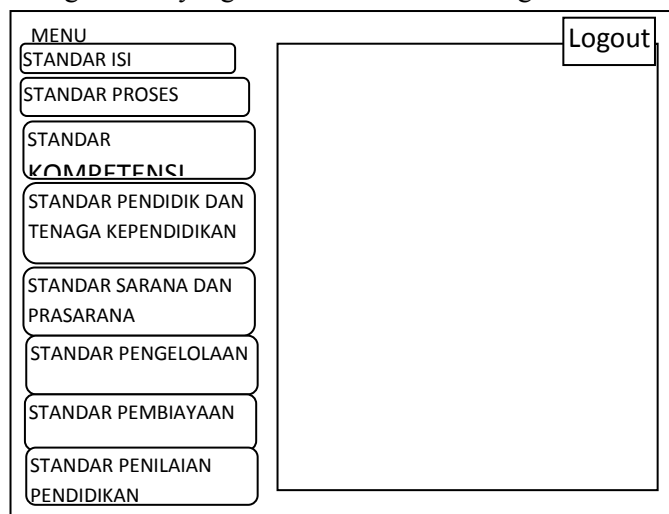 MENU
Logout
STANDAR ISI
STANDAR PROSES
STANDAR
KOMPETENSI
STANDAR PENDIDIK DAN
TENAGA KEPENDIDIKAN
STANDAR SARANA DAN
PRASARANA
STANDAR PENGELOLAAN
STANDAR PEMBIAYAAN
STANDAR PENILAIAN
PENDIDIKAN